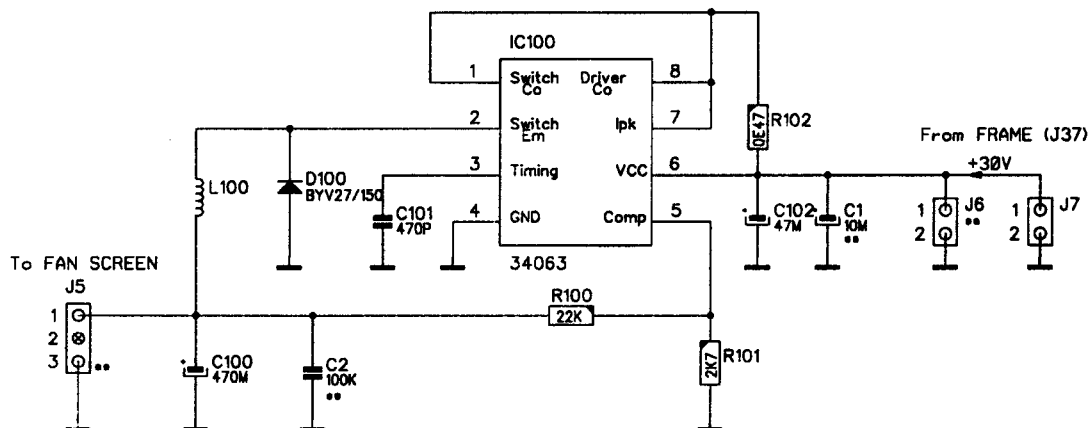 IC100
1 Switch Co
Driver Co 8
2 Switch Em
Ipk 7
3 Timing
VCC 6
4 GND
Comp 5
34063
R102
0E47
From FRAME (J37)
+30V
L100
D100
BYV27/150
C101
470P
C102
47M
C1
10M
**
1
2
J6
**
1
2
J7
To FAN SCREEN
J5
1
2
3
**
C100
470M
C2
100K
**
R100
22K
R101
2K7